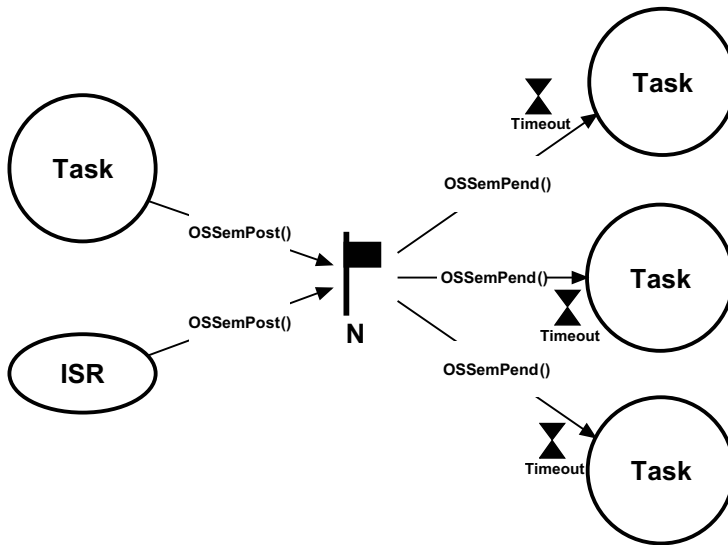 Task
Timeout
Task
OSSemPend()
OSSemPost()
OSSemPend()
Task
Timeout
OSSemPost()
N
ISR
OSSemPend()
Timeout
Task